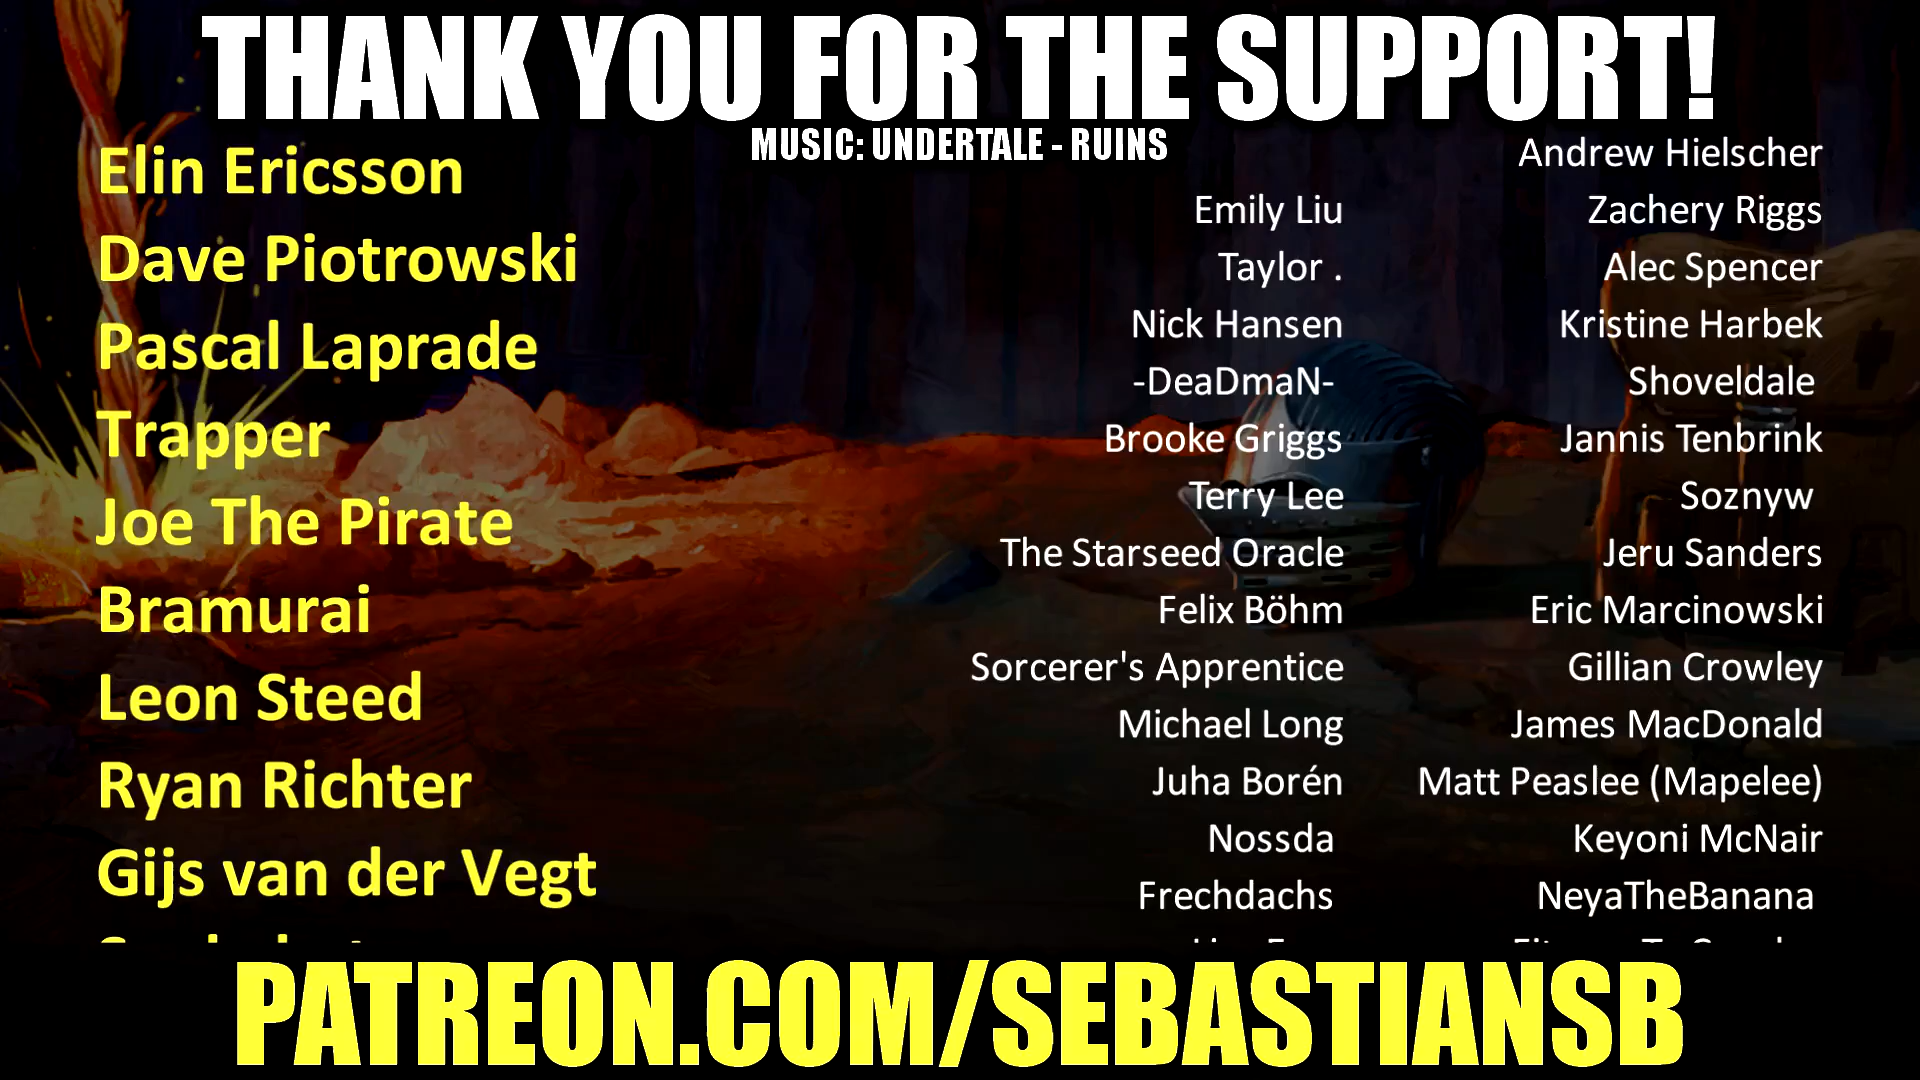 THANK YOU FOR THE SUPPORT!
MUSIC: UNDERTALE - RUINS
Elin Ericsson
Dave Piotrowski
Pascal Laprade
Trapper
Joe The Pirate
Bramurai
Leon Steed
Ryan Richter
Gijs van der Vegt
Emily Liu
Taylor .
Nick Hansen
-DeaDmaN-
Brooke Griggs
Terry Lee
The Starseed Oracle
Felix Böhm
Sorcerer's Apprentice
Michael Long
Juha Borén
Nossda
Frechdachs
Andrew Hielscher
Zachery Riggs
Alec Spencer
Kristine Harbek
Shoveldale
Jannis Tenbrink
Soznyw
Jeru Sanders
Eric Marcinowski
Gillian Crowley
James MacDonald
Matt Peaslee (Mapelee)
Keyoni McNair
NeyaTheBanana
PATREON.COM/SEBASTIANSB